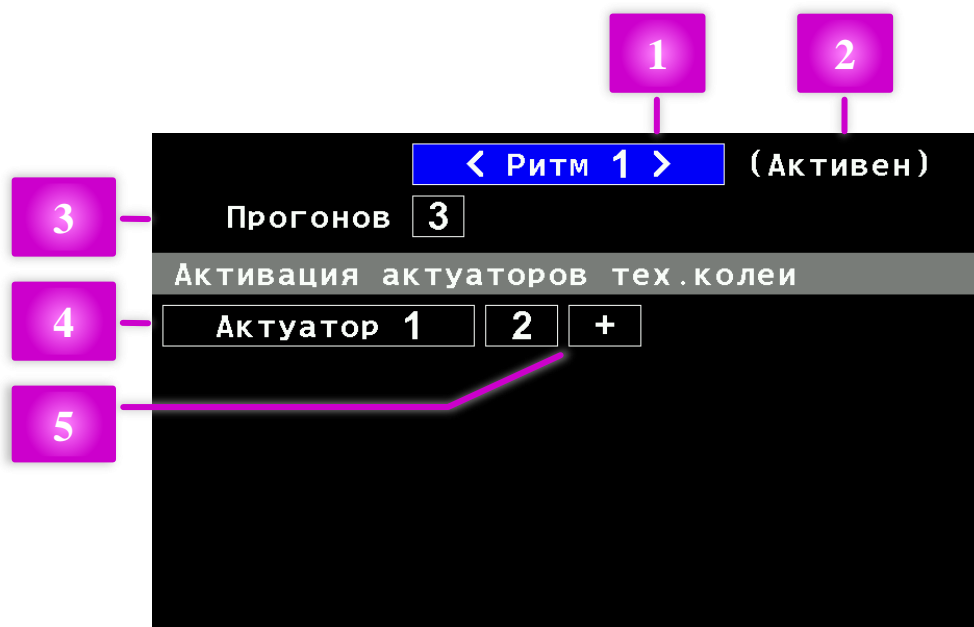 1 2
< Ритм 1 > (Активен)
3 Прогонов 3
Активация актуаторов тех.колеи
4 Актуатор 1 2 +
5